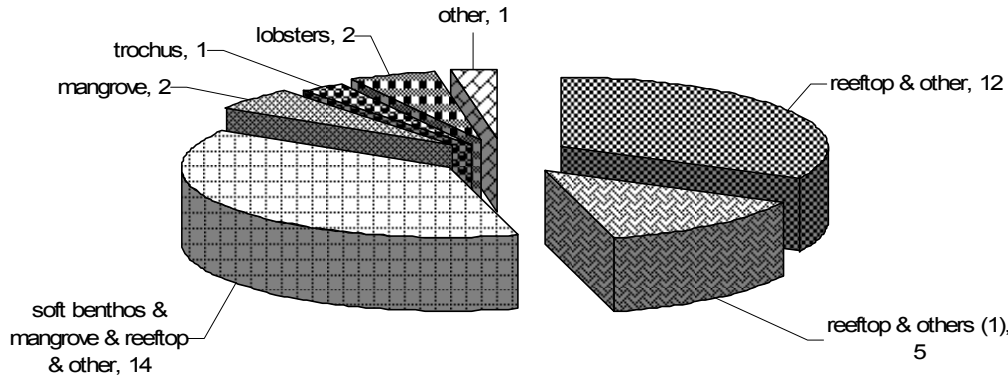 other, 1
lobsters, 2
trochus, 1
mangrove, 2
reeftop & other, 12
soft benthos &
mangrove & reeftop
& other, 14
reeftop & others (1),
5